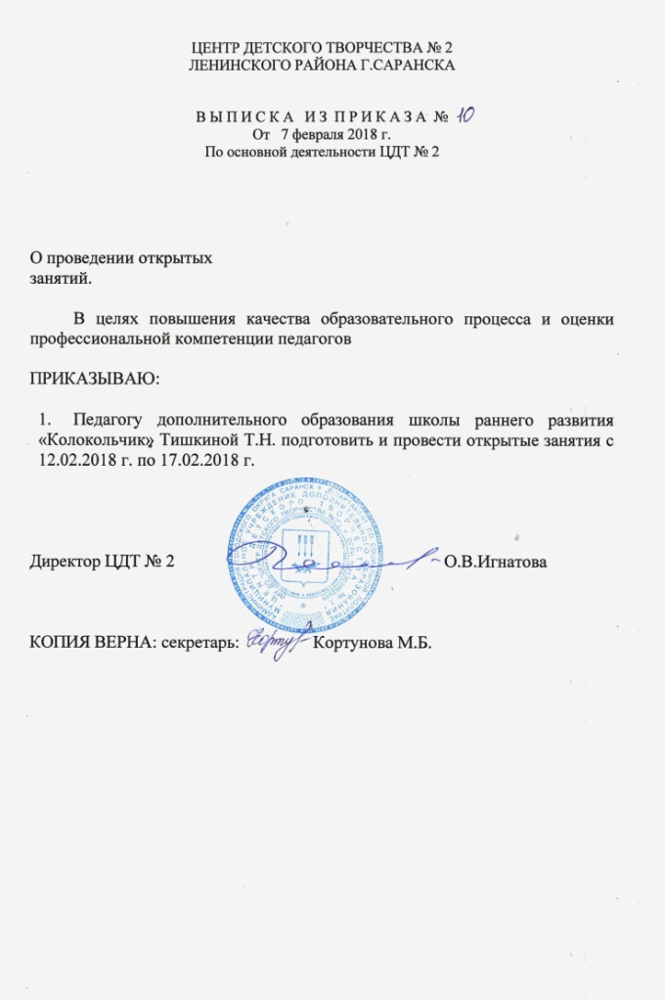 ЦЕНТР ДЕТСКОГО ТВОРЧЕСТВА № 2
ЛЕНИНСКОГО РАЙОНА Г.САРАНСКА
В Ы П И С К А И З П Р И К А З А № 10
От 7 февраля 2018 г.
По основной деятельности ЦДТ № 2
О проведении открытых
занятий.
В целях повышения качества образовательного процесса и оценки
профессиональной компетенции педагогов
ПРИКАЗЫВАЮ:
1. Педагогу дополнительного образования школы раннего развития
«Колокольчик» Тишкиной Т.Н. подготовить и провести открытые занятия с
12.02.2018 г. по 17.02.2018 г.
Директор ЦДТ № 2 О.В.Игнатова
КОПИЯ ВЕРНА: секретарь: Кортунова М.Б.